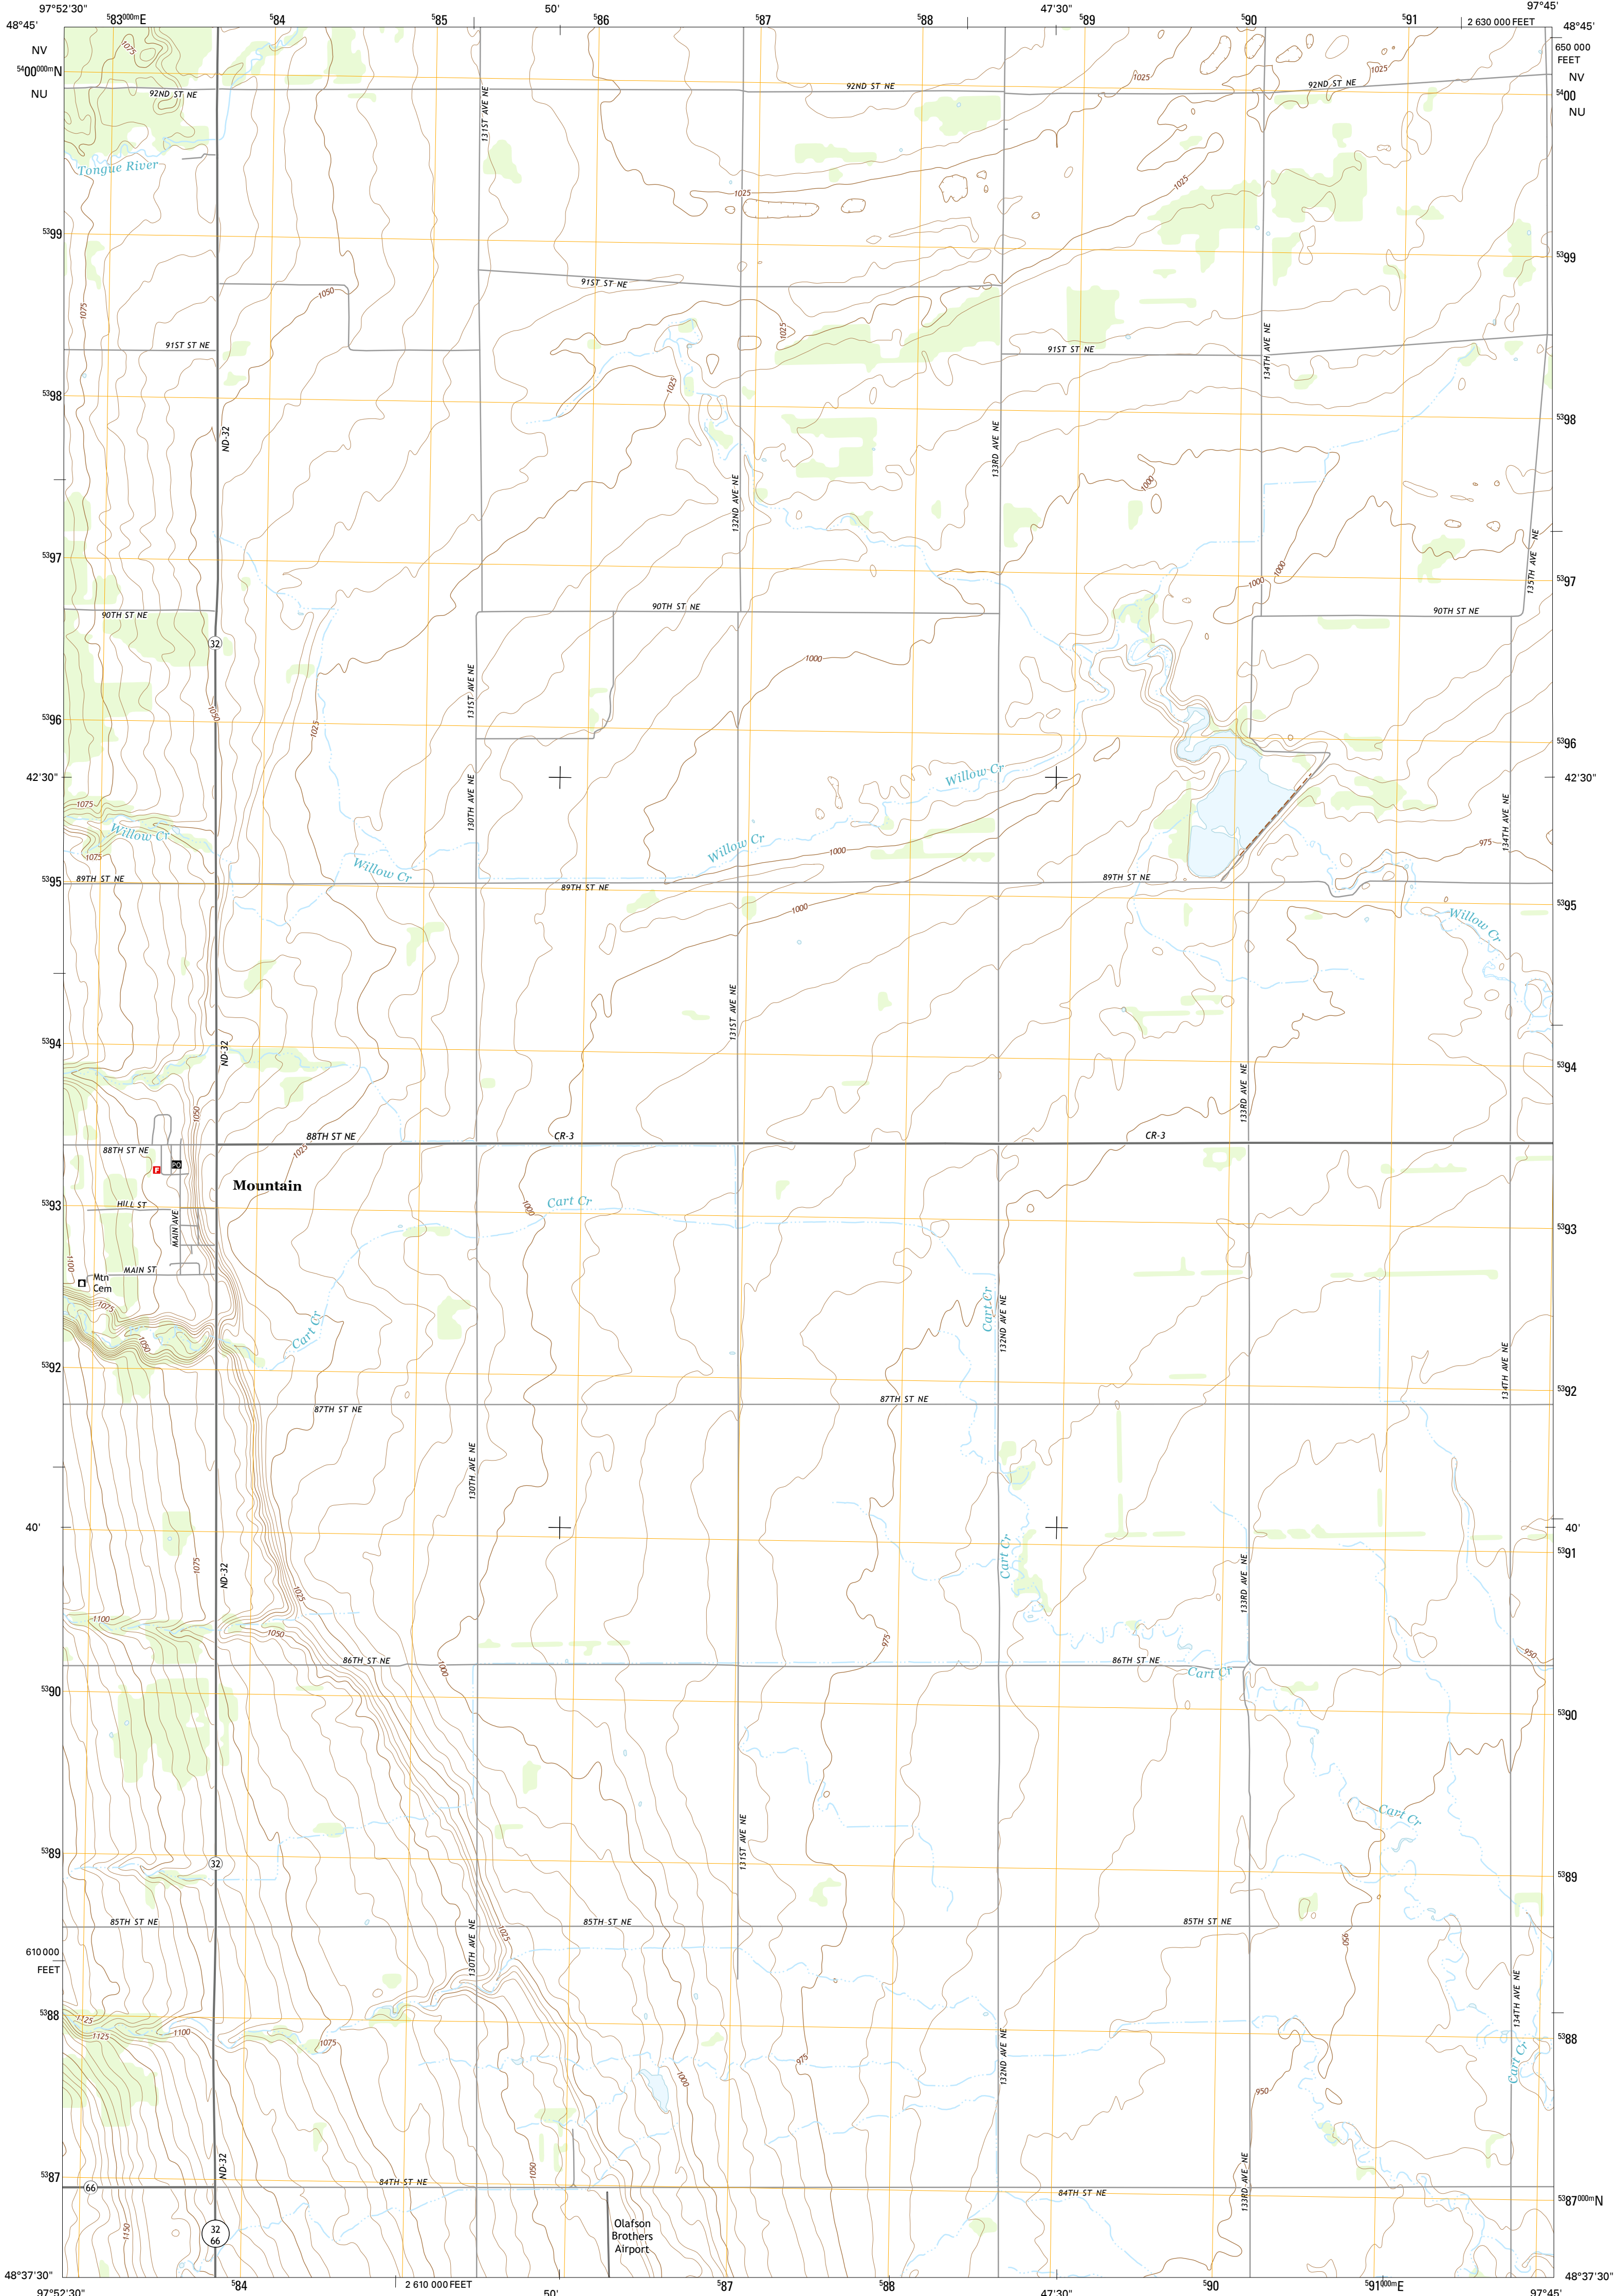 97°52'30"
583000mE
584
585
50'
586
587
588
47'30"
589
590
591
2 630 000 FEET
97°45'
48°45'
48°45'
NV
NU
5400000mN
650 000
FEET
NV
5400
NU
1075
92ND ST NE
131ST AVE NE
92ND ST NE
1025
1025
92ND ST NE
Tongue River
1025
1025
5399
5399
1075
1050
91ST ST NE
1025
91ST ST NE
91ST ST NE
134TH AVE NE
1025
5398
5398
ND-32
133RD AVE NE
132ND AVE NE
1000
5397
5397
1000
1000
135TH AVE NE
90TH ST NE
90TH ST NE
90TH ST NE
32
1000
131ST AVE NE
1050
1025
5396
5396
42'30"
42'30"
Willow Cr
1075
130TH AVE NE
134TH AVE NE
Willow Cr
Willow Cr
1000
975
1075
Willow Cr
5395
89TH ST NE
89TH ST NE
89TH ST NE
5395
1000
Willow Cr
131ST AVE NE
5394
ND-32
5394
133RD AVE NE
1050
88TH ST NE
CR-3
CR-3
88TH ST NE
1025
F
PO
Mountain
5393
HILL ST
MAIN AVE
1000
Cart Cr
5393
1100
MAIN ST
Mtn
Cem
1075
1050
Cart Cr
Cart Cr
132ND AVE NE
5392
5392
134TH AVE NE
87TH ST NE
87TH ST NE
130TH AVE NE
40'
40'
5391
Cart Cr
133RD AVE NE
1075
ND-32
1025
1100
1050
975
950
86TH ST NE
1000
86TH ST NE
Cart Cr
5390
5390
Cart Cr
131ST AVE NE
5389
32
5389
85TH ST NE
85TH ST NE
85TH ST NE
130TH AVE NE
1025
950
610 000
FEET
134TH AVE NE
5388
1125
1125
1100
1075
5388
132ND AVE NE
975
Cart Cr
1000
950
ND-32
133RD AVE NE
5387
66
84TH ST NE
1050
84TH ST NE
5387000mN
1150
32
66
Olafson
Brothers
Airport
48°37'30"
48°37'30"
97°52'30"
584
2 610 000 FEET
50'
587
588
47'30"
590
591000mE
97°45'